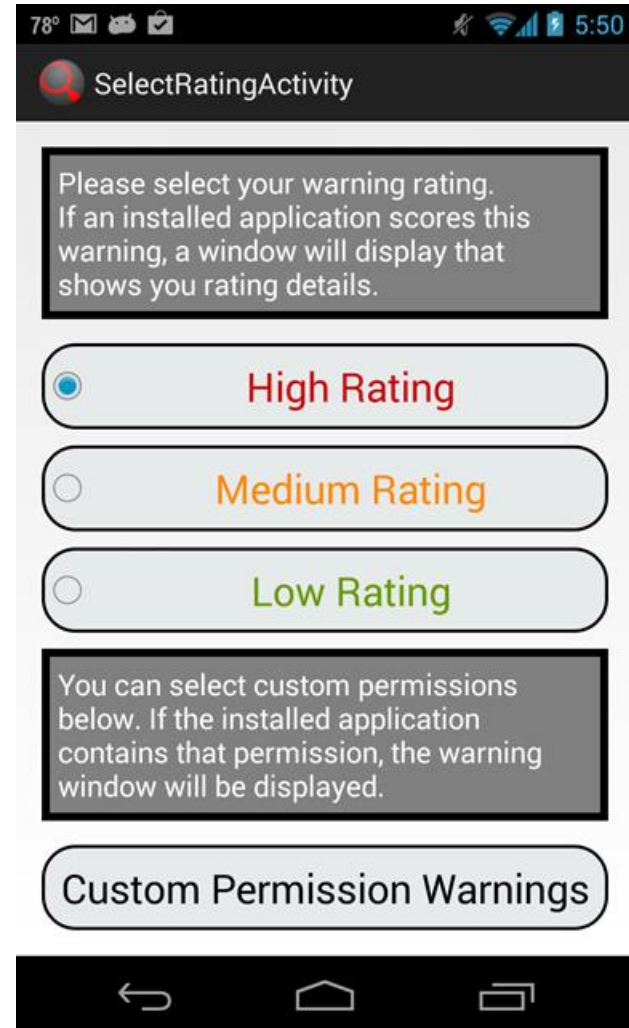 78° 5:50
SelectRatingActivity
Please select your warning rating.
If an installed application scores this
warning, a window will display that
shows you rating details.
High Rating
Medium Rating
Low Rating
You can select custom permissions
below. If the installed application
contains that permission, the warning
window will be displayed.
Custom Permission Warnings